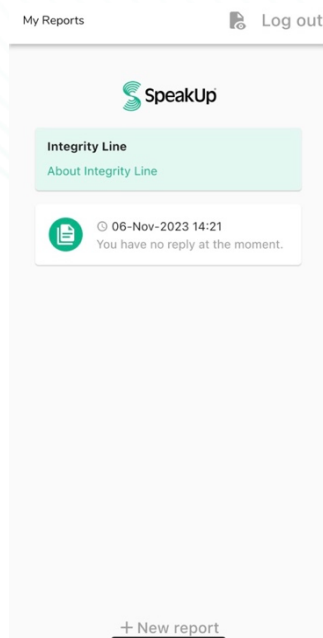 My Reports
Log out
SpeakUp
Integrity Line
About Integrity Line
06-Nov-2023 14:21
You have no reply at the moment.
+ New report